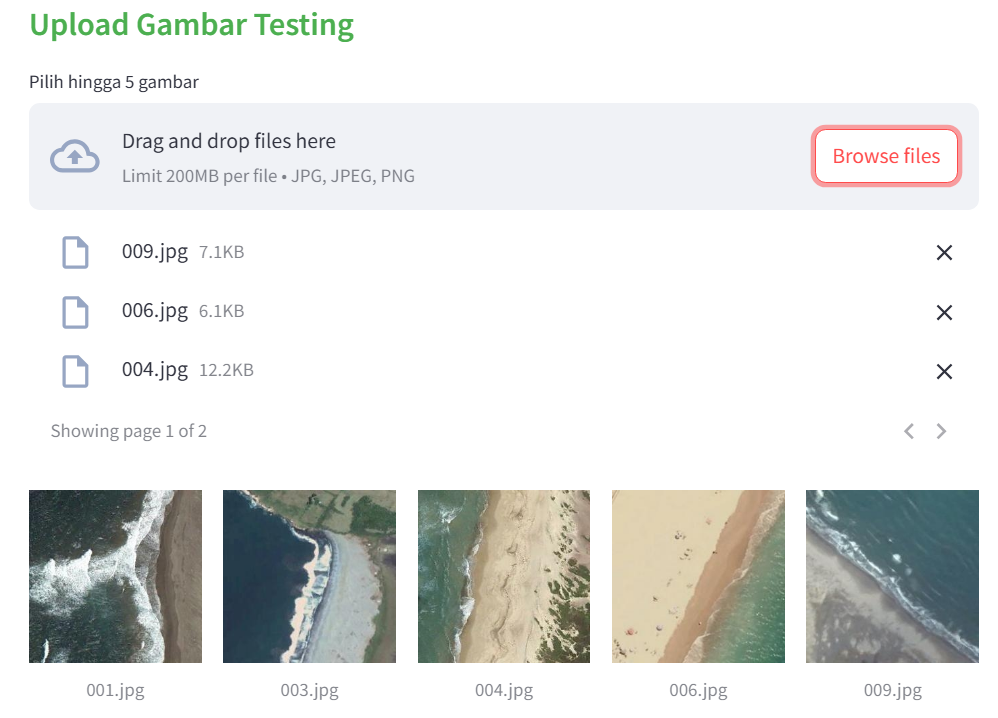 Upload Gambar Testing
Pilih hingga 5 gambar
Drag and drop files here
Limit 200MB per file • JPG, JPEG, PNG
Browse files
009.jpg 7.1KB
006.jpg 6.1KB
004.jpg 12.2KB
Showing page 1 of 2
001.jpg
003.jpg
004.jpg
006.jpg
009.jpg